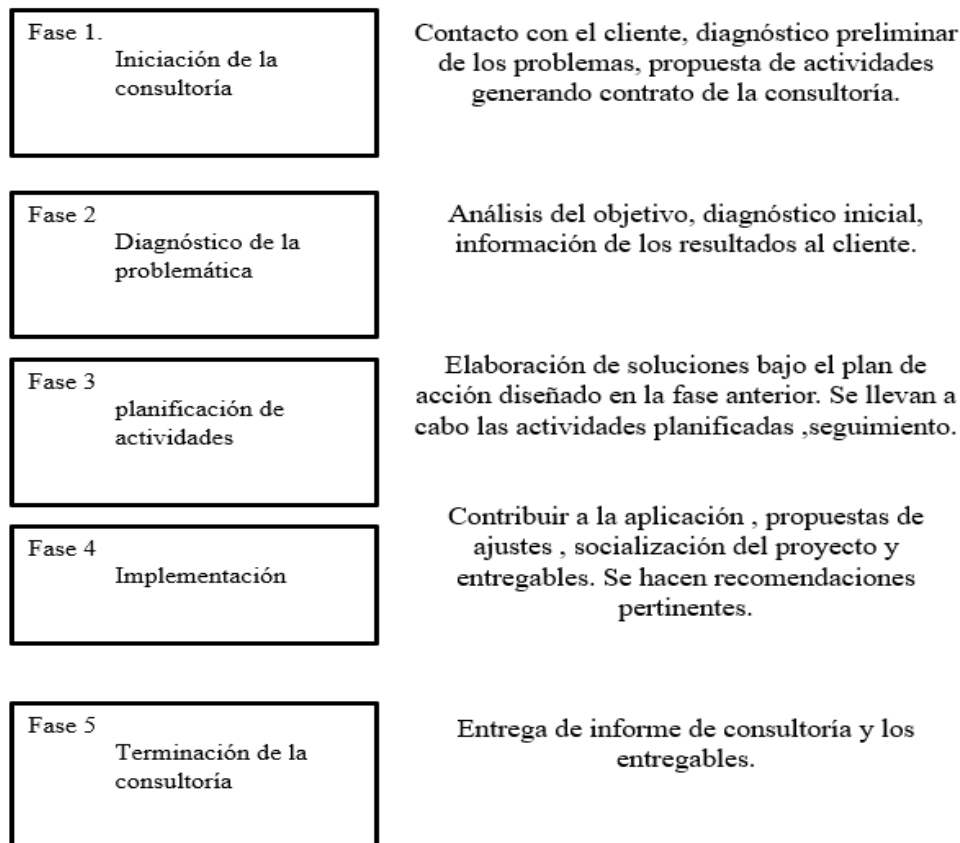 Fase 1.
Iniciación de la
consultoría
Contacto con el cliente, diagnóstico preliminar
de los problemas, propuesta de actividades
generando contrato de la consultoría.
Fase 2
Diagnóstico de la
problemática
Análisis del objetivo, diagnóstico inicial,
información de los resultados al cliente.
Fase 3
planificación de
actividades
Elaboración de soluciones bajo el plan de
acción diseñado en la fase anterior. Se llevan a
cabo las actividades planificadas ,seguimiento.
Fase 4
Implementación
Contribuir a la aplicación , propuestas de
ajustes , socialización del proyecto y
entregables. Se hacen recomendaciones
pertinentes.
Fase 5
Terminación de la
consultoría
Entrega de informe de consultoría y los
entregables.